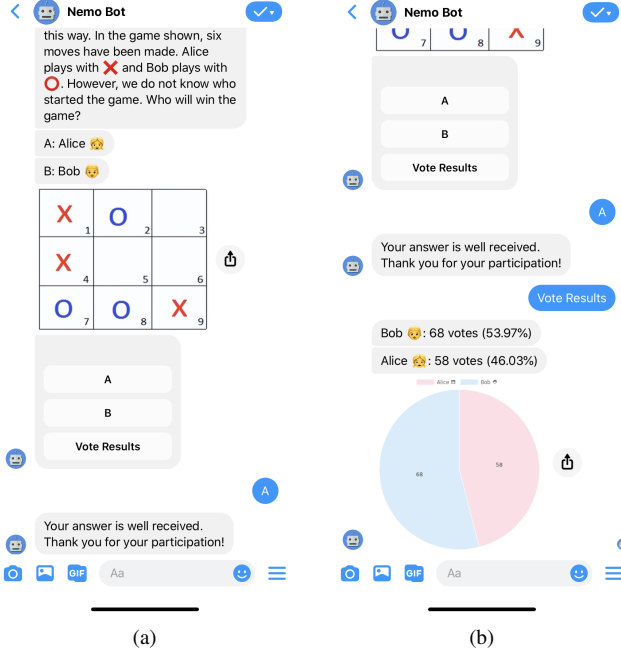 Nemo Bot
this way. In the game shown, six
moves have been made. Alice
plays with ❌ and Bob plays with
⭕. However, we do not know who
started the game. Who will win the
game?
A: Alice 👧
B: Bob 👦
X 1 O 2 3
X 4 5 6
O 7 O 8 X 9
A
B
Vote Results
A
Your answer is well received.
Thank you for your participation!
GIF
Aa
(a)
Nemo Bot
7 8 9
A
B
Vote Results
A
Your answer is well received.
Thank you for your participation!
Vote Results
Bob 👦: 68 votes (53.97%)
Alice 👧: 58 votes (46.03%)
Alice Bob
68 58
GIF
Aa
(b)